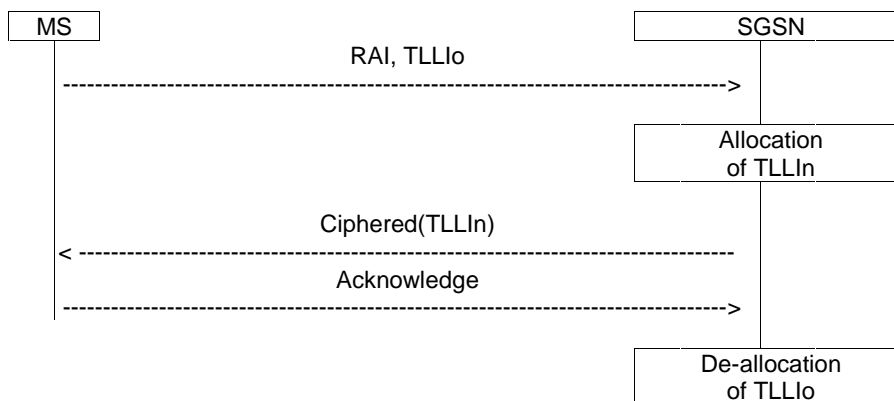 MS
SGSN
RAI, TLLIo
Allocation
of TLLIn
Ciphered(TLLIn)
Acknowledge
De-allocation
of TLLIo